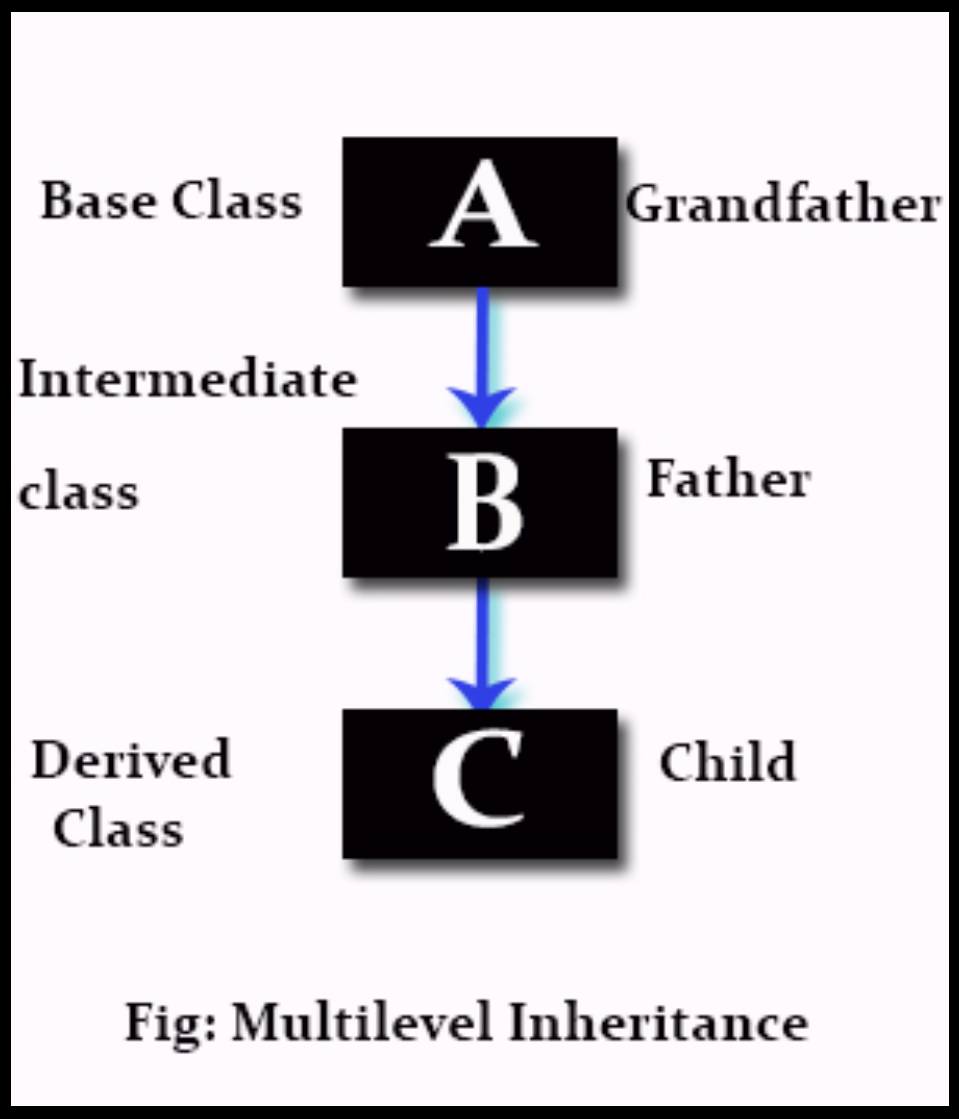 Base Class
A
Grandfather
Intermediate
class
B
Father
Derived
Class
C
Child
Fig: Multilevel Inheritance